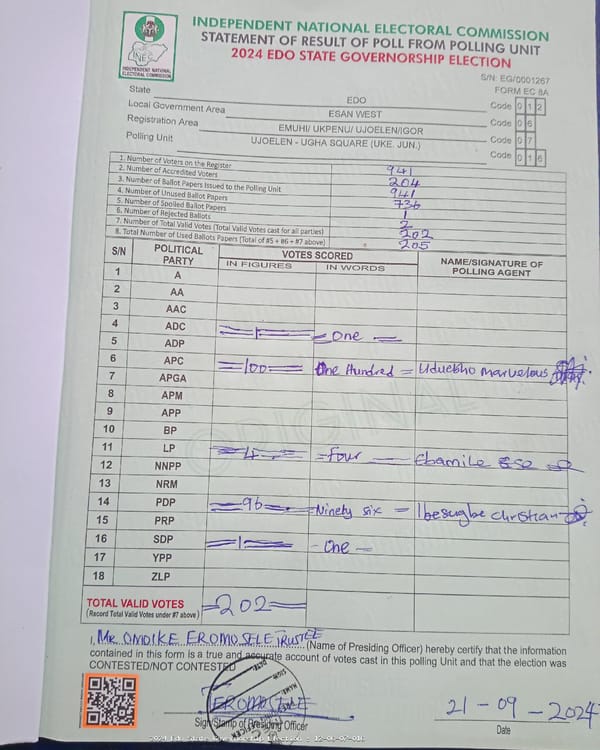 INDEPENDENT NATIONAL ELECTORAL COMMISSION
STATEMENT OF RESULT OF POLL FROM POLLING UNIT
2024 EDO STATE GOVERNORSHIP ELECTION
INDEPENDENT NATIONAL
ELECTORAL COMMISSION
S/N: EG/0001267
FORM EC 8A
State EDO Code 0 1 2
Local Government Area ESAN WEST Code 0 6
Registration Area EMUHI/ UKPENU/ UJOELEN/IGOR Code 0 7
Polling Unit UJOELEN - UGHA SQUARE (UKE. JUN.) Code 0 1 6
1. Number of Voters on the Register 941
2. Number of Accredited Voters 204
3. Number of Ballot Papers Issued to the Polling Unit 941
4. Number of Unused Ballot Papers 736
5. Number of Spoiled Ballot Papers 1
6. Number of Rejected Ballots 2
7. Number of Total Valid Votes (Total Valid Votes cast for all parties) 202
8. Total Number of Used Ballots Papers (Total of #5 + #6 + #7 above) 205
S/N POLITICAL PARTY VOTES SCORED NAME/SIGNATURE OF POLLING AGENT
IN FIGURES IN WORDS
1 A
2 AA
3 AAC
4 ADC 1 One
5 ADP
6 APC 100 One Hundred Uduebho marvelous
7 APGA
8 APM
9 APP
10 BP
11 LP 4 four Ebamile ese
12 NNPP
13 NRM
14 PDP 96 Ninety six Ibesugbe christian
15 PRP
16 SDP 1 One
17 YPP
18 ZLP
ORIGINAL
TOTAL VALID VOTES 202
(Record Total Valid Votes under #7 above)
I, MR. OMOIKE EROMOSELE TRUSTEE (Name of Presiding Officer) hereby certify that the information
contained in this form is a true and accurate account of votes cast in this polling Unit and that the election was
CONTESTED/NOT CONTESTED
EROMOSELE
Sign/Stamp of Presiding Officer
21-09-2024
Date